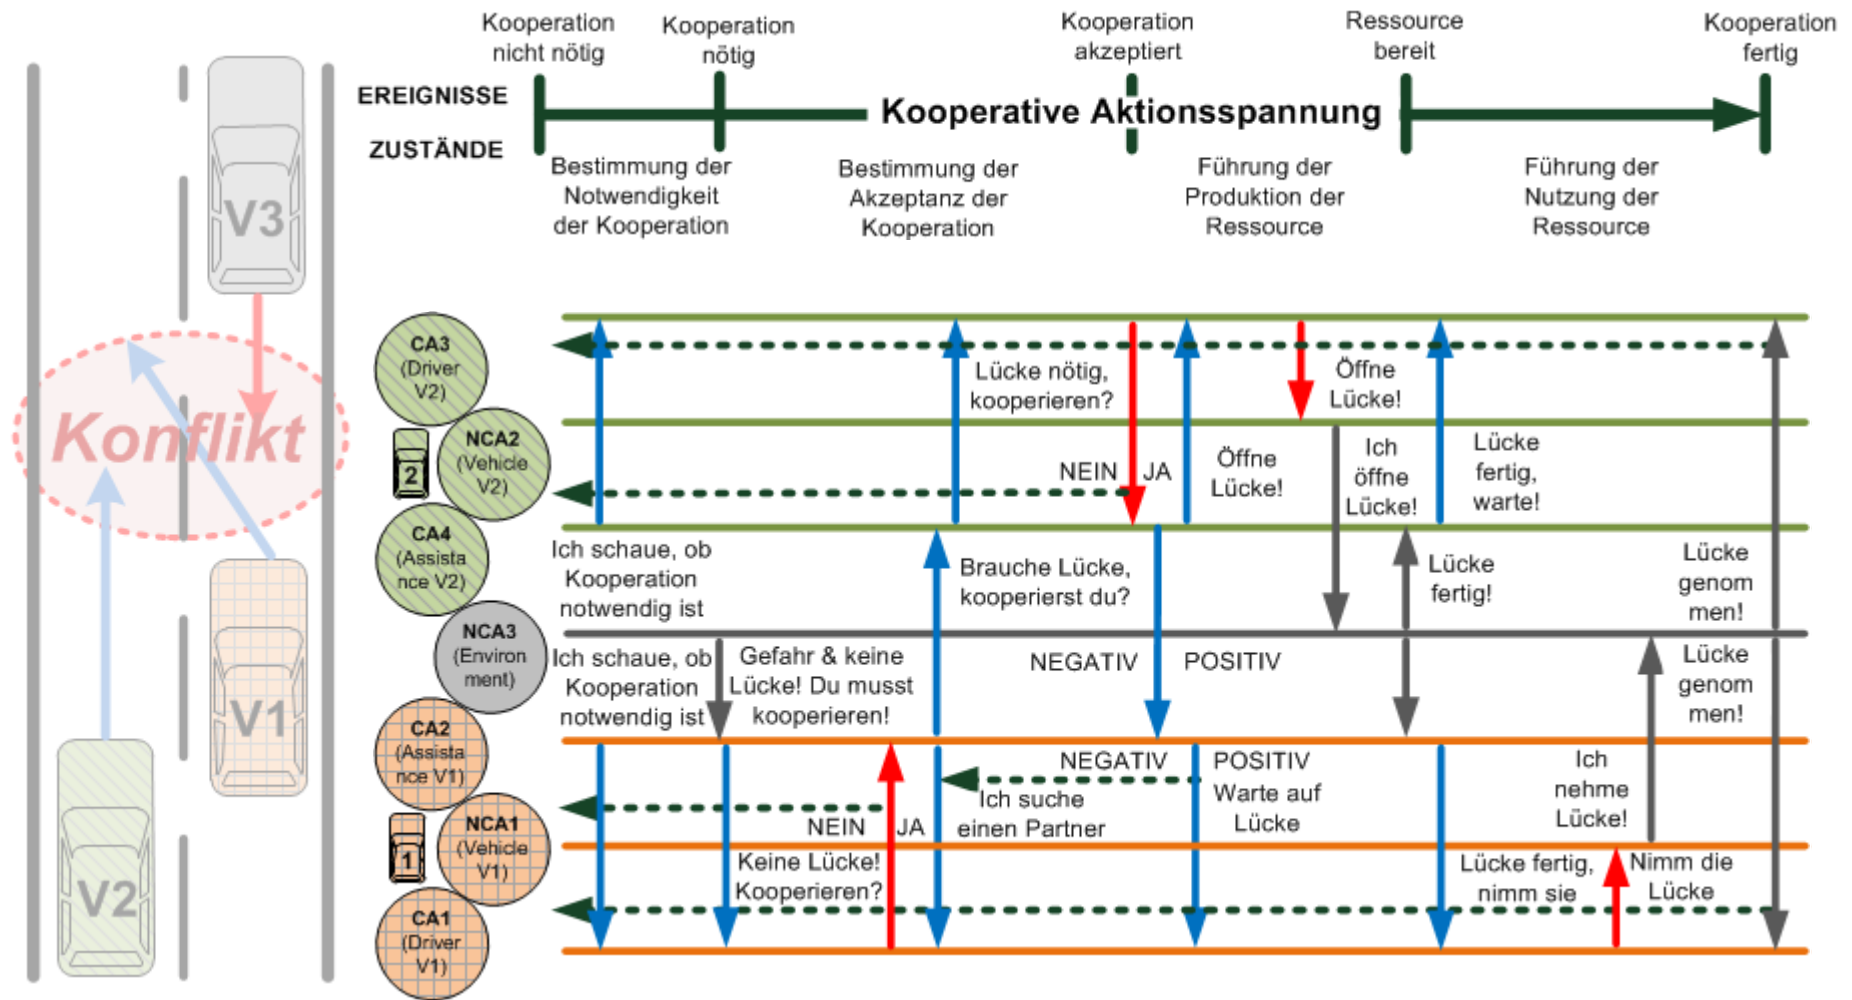 Kooperation
nicht nötig
Kooperation
nötig
Kooperation
akzeptiert
Ressource
bereit
Kooperation
fertig
EREIGNISSE
Kooperative Aktionsspannung
ZUSTÄNDE
Bestimmung der
Notwendigkeit
der Kooperation
Bestimmung der
Akzeptanz der
Kooperation
Führung der
Produktion der
Ressource
Führung der
Nutzung der
Ressource
V3
Konflikt
V1
V2
CA3
(Driver
V2)
NCA2
(Vehicle
V2)
2
CA4
(Assista
nce V2)
NCA3
(Environ
ment)
CA2
(Assista
nce V1)
NCA1
(Vehicle
V1)
1
CA1
(Driver
V1)
Lücke nötig,
kooperieren?
Öffne
Lücke!
NEIN
JA
Öffne
Lücke!
Ich
öffne
Lücke!
Lücke
fertig,
warte!
Ich schaue, ob
Kooperation
notwendig ist
Brauche Lücke,
kooperierst du?
Lücke
fertig!
Lücke
genom
men!
Ich schaue, ob
Kooperation
notwendig ist
Gefahr & keine
Lücke! Du musst
kooperieren!
NEGATIV
POSITIV
Lücke
genom
men!
NEGATIV
POSITIV
Warte auf
Lücke
Ich suche
einen Partner
Ich
nehme
Lücke!
NEIN
JA
Keine Lücke!
Kooperieren?
Lücke fertig,
nimm sie
Nimm die
Lücke